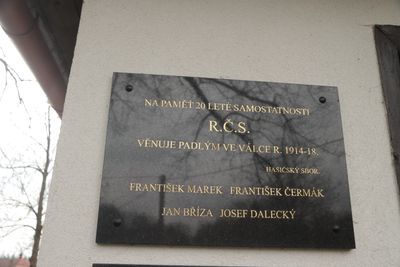 NA PAMĚŤ 20 LETÉ SAMOSTATNOSTI
R.Č.S.
VĚNUJE PADLÝM VE VÁLCE R. 1914-18.
HASIČSKÝ SBOR.
FRANTIŠEK MAREK FRANTIŠEK ČERMÁK
JAN BŘÍZA JOSEF DALECKÝ